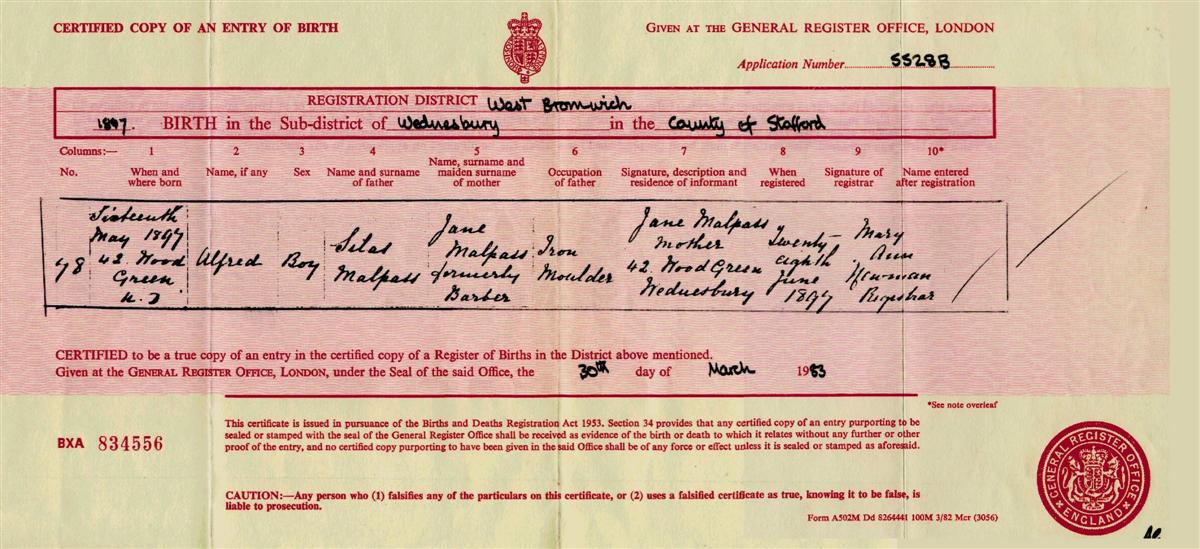 CERTIFIED COPY OF AN ENTRY OF BIRTH
GIVEN AT THE GENERAL REGISTER OFFICE, LONDON
Application Number 5528B
REGISTRATION DISTRICT West Bromwich
1897. BIRTH in the Sub-district of Wednesbury in the County of Stafford
Columns:— 1 2 3 4 5 6 7 8 9 10*
No. When and where born Name, if any Sex Name and surname of father Name, surname and maiden surname of mother Occupation of father Signature, description and residence of informant When registered Signature of registrar Name entered after registration
78
Sixteenth
May 1897
42. Wood
Green
Alfred
Boy
Silas
Malpass
Jane
Malpass
formerly
Barber
Iron
Moulder
Jane Malpass
Mother
42. Wood Green
Wednesbury
Twenty
eighth
June
1897
Mary
Ann
Newman
Registrar
CERTIFIED to be a true copy of an entry in the certified copy of a Register of Births in the District above mentioned.
Given at the GENERAL REGISTER OFFICE, LONDON, under the Seal of the said Office, the 30th day of March 1983
*See note overleaf
BXA 834556
This certificate is issued in pursuance of the Births and Deaths Registration Act 1953. Section 34 provides that any certified copy of an entry purporting to be
sealed or stamped with the seal of the General Register Office shall be received as evidence of the birth or death to which it relates without any further or other
proof of the entry, and no certified copy purporting to have been given in the said Office shall be of any force or effect unless it is sealed or stamped as aforesaid.
CAUTION:—Any person who (1) falsifies any of the particulars on this certificate, or (2) uses a falsified certificate as true, knowing it to be false, is
liable to prosecution.
Form A502M Dd 8264441 100M 3/82 Mcr (3056)
GENERAL REGISTER OFFICE
ENGLAND